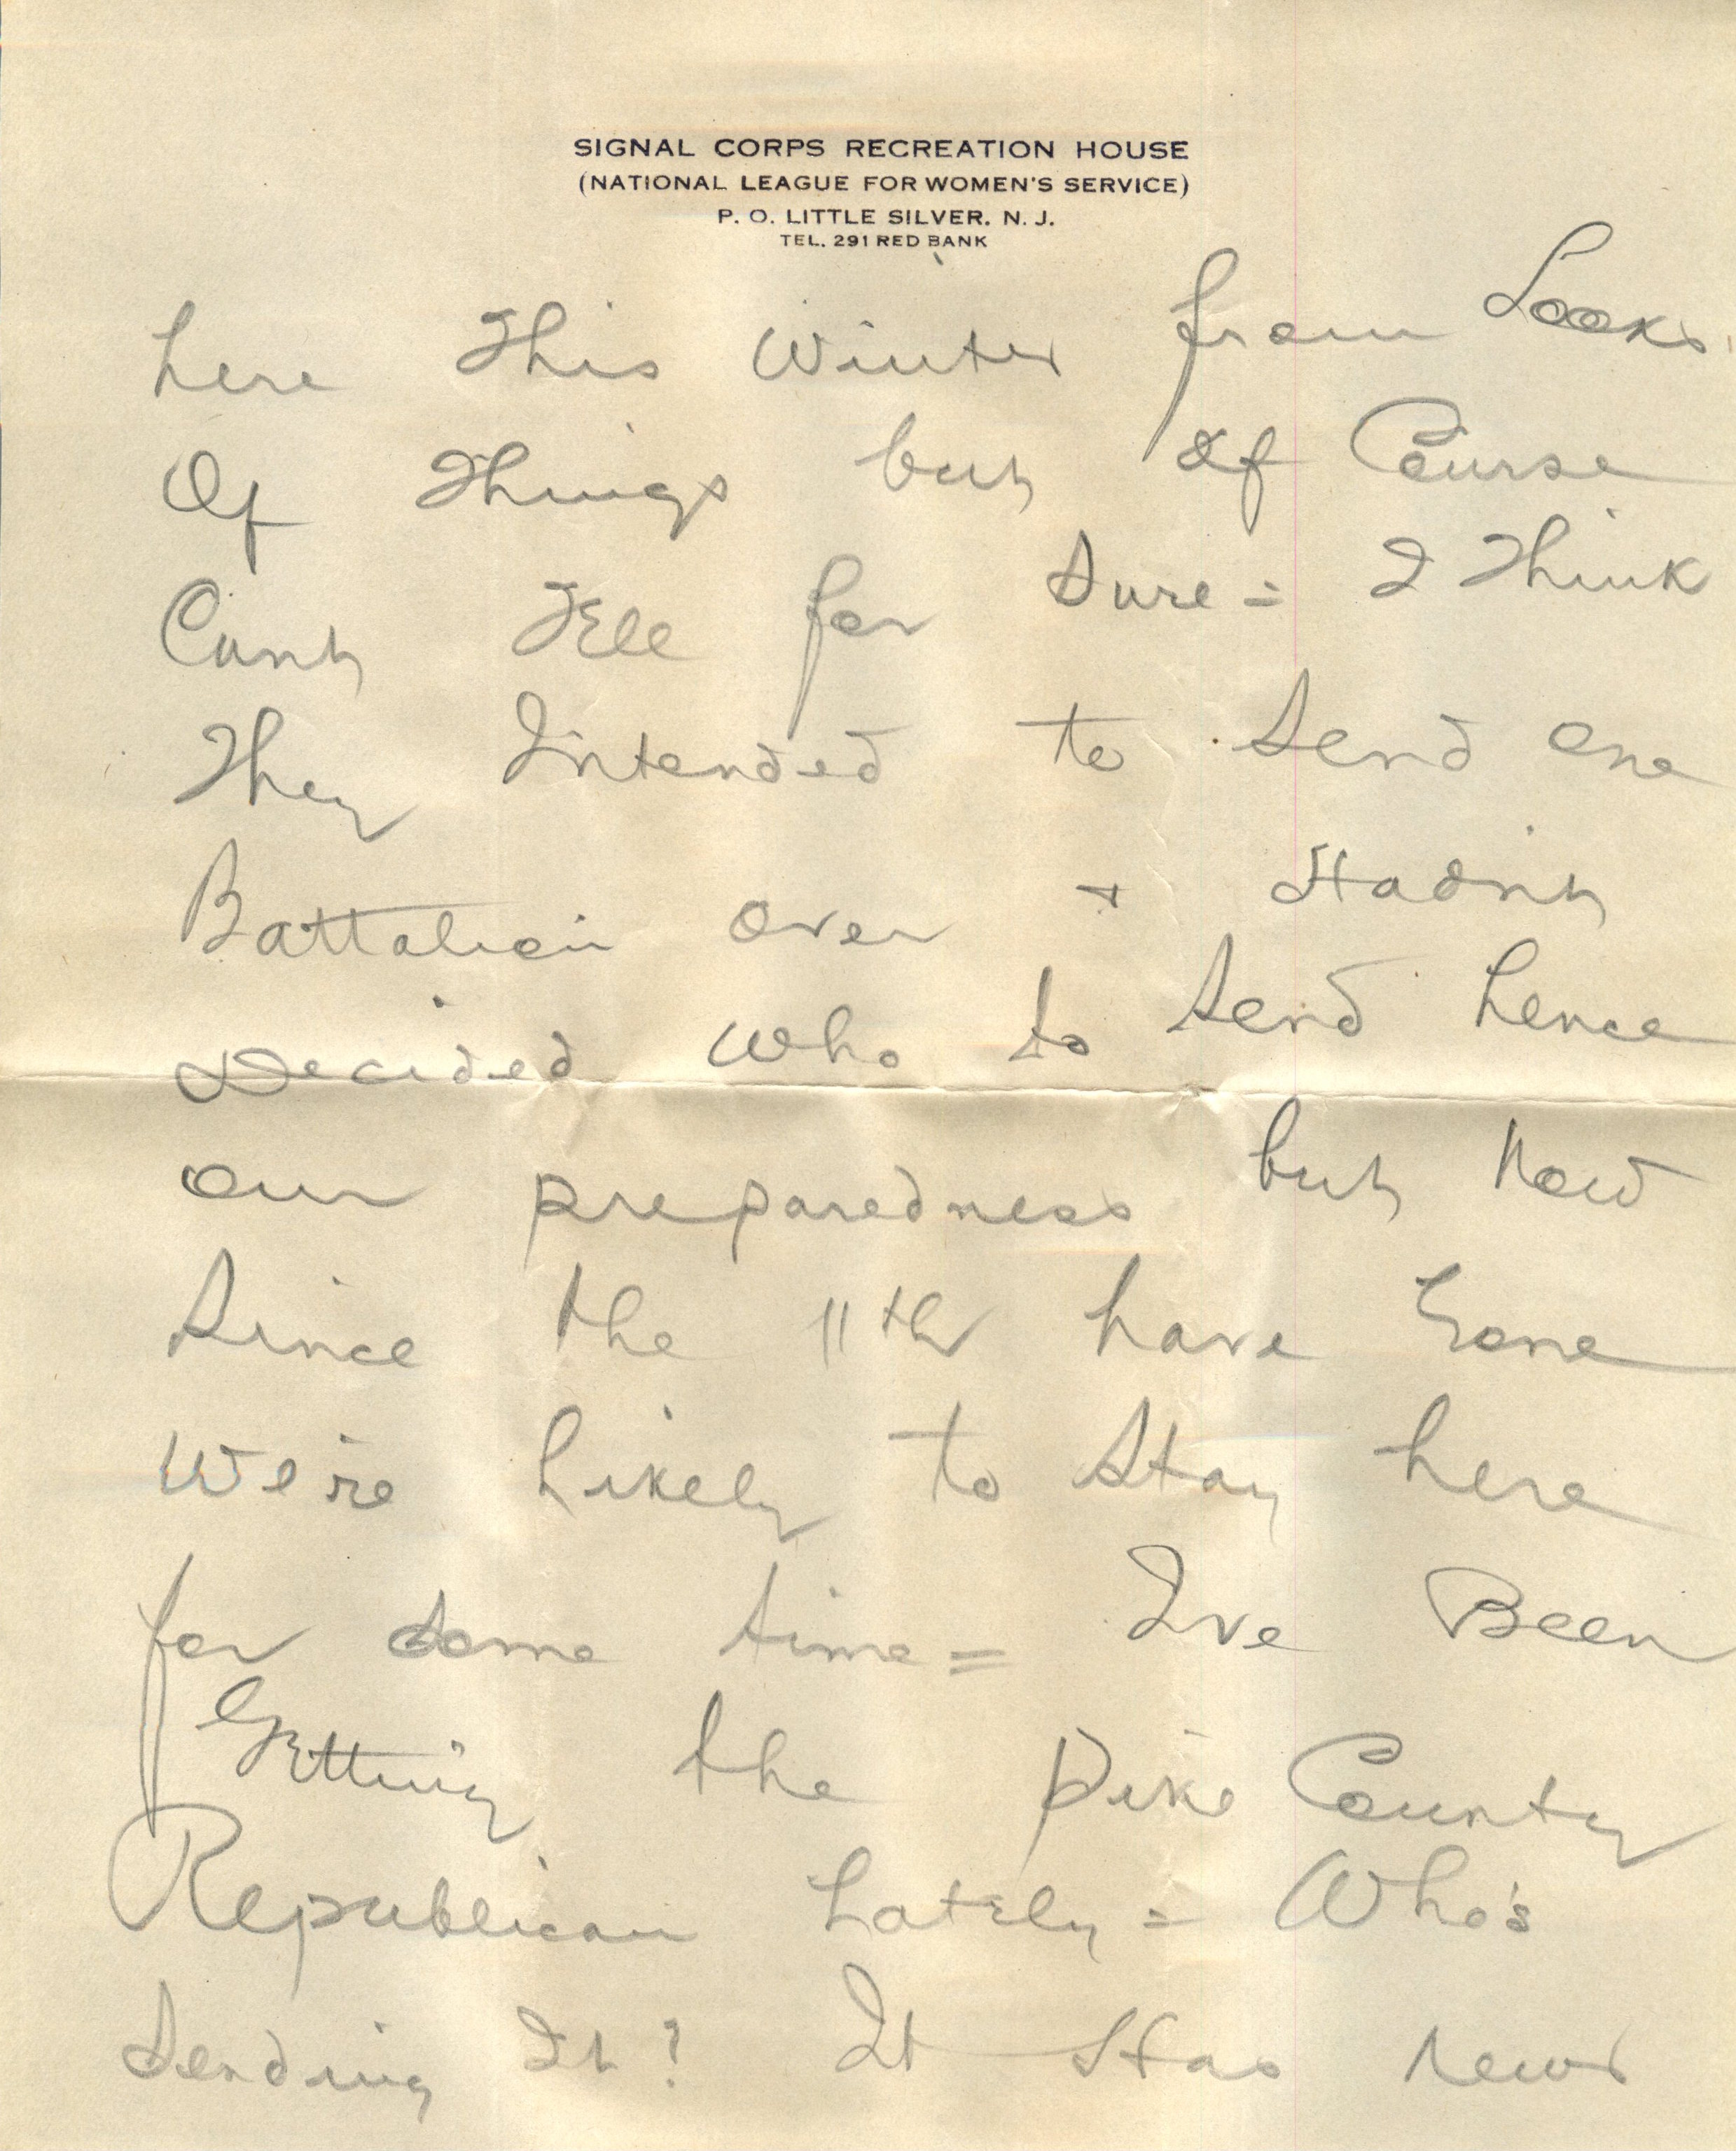 SIGNAL CORPS RECREATION HOUSE
(NATIONAL LEAGUE FOR WOMEN'S SERVICE)
P. O. LITTLE SILVER. N. J.
TEL. 291 RED BANK
here This Winter from Looks
Of Things but Of Course
Cant Tell for Sure = I Think
They Intended to Send one
Battalion over + Hadn't
Decided Who to Send hence
our preparedness but Now
Since the 11th have Gone
We're Likely to Stay here
for Some time = I've Been
Getting the Pike County
Republican Lately = Who's
Sending It? It Has News